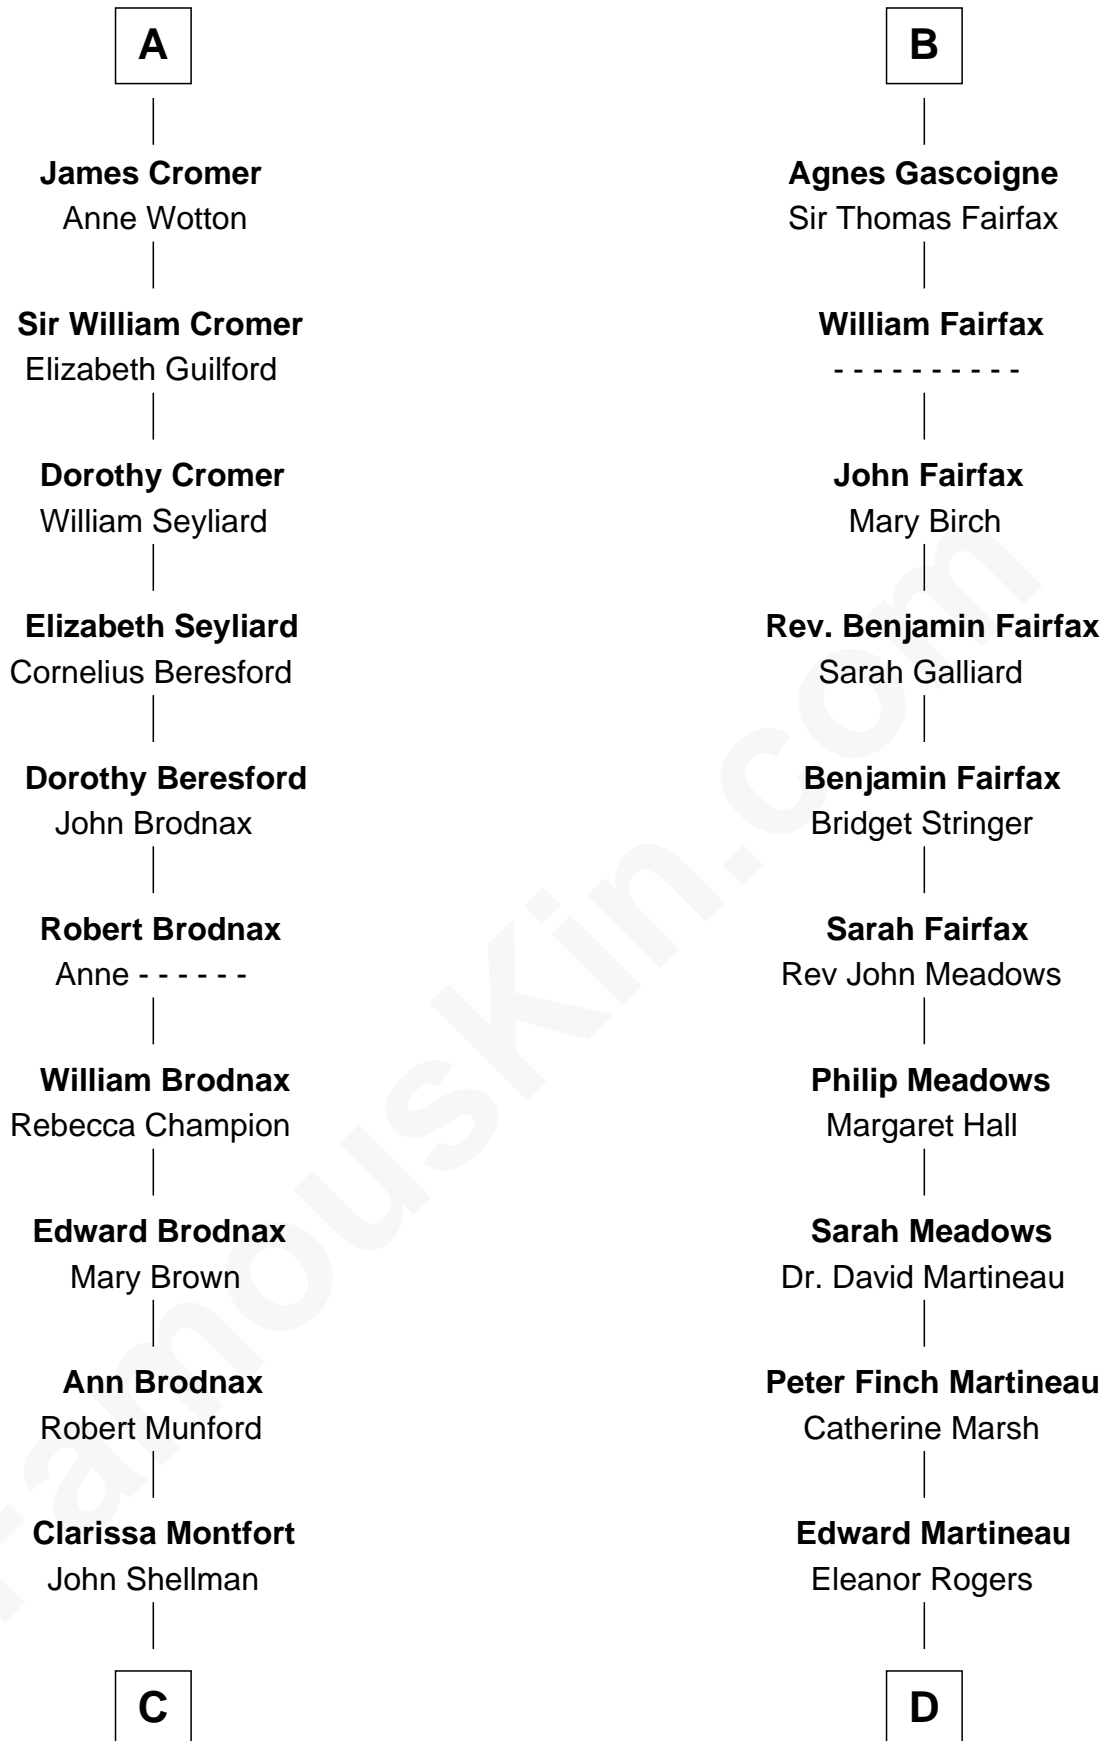 A
James Cromer
Anne Wotton
Sir William Cromer
Elizabeth Guilford
Dorothy Cromer
William Seyliard
Elizabeth Seyliard
Cornelius Beresford
Dorothy Beresford
John Brodnax
Robert Brodnax
Anne - - - - - -
William Brodnax
Rebecca Champion
Edward Brodnax
Mary Brown
Ann Brodnax
Robert Munford
Clarissa Montfort
John Shellman
C
B
Agnes Gascoigne
Sir Thomas Fairfax
William Fairfax
- - - - - - - - - -
John Fairfax
Mary Birch
Rev. Benjamin Fairfax
Sarah Galliard
Benjamin Fairfax
Bridget Stringer
Sarah Fairfax
Rev John Meadows
Philip Meadows
Margaret Hall
Sarah Meadows
Dr. David Martineau
Peter Finch Martineau
Catherine Marsh
Edward Martineau
Eleanor Rogers
D
FamousKin.com